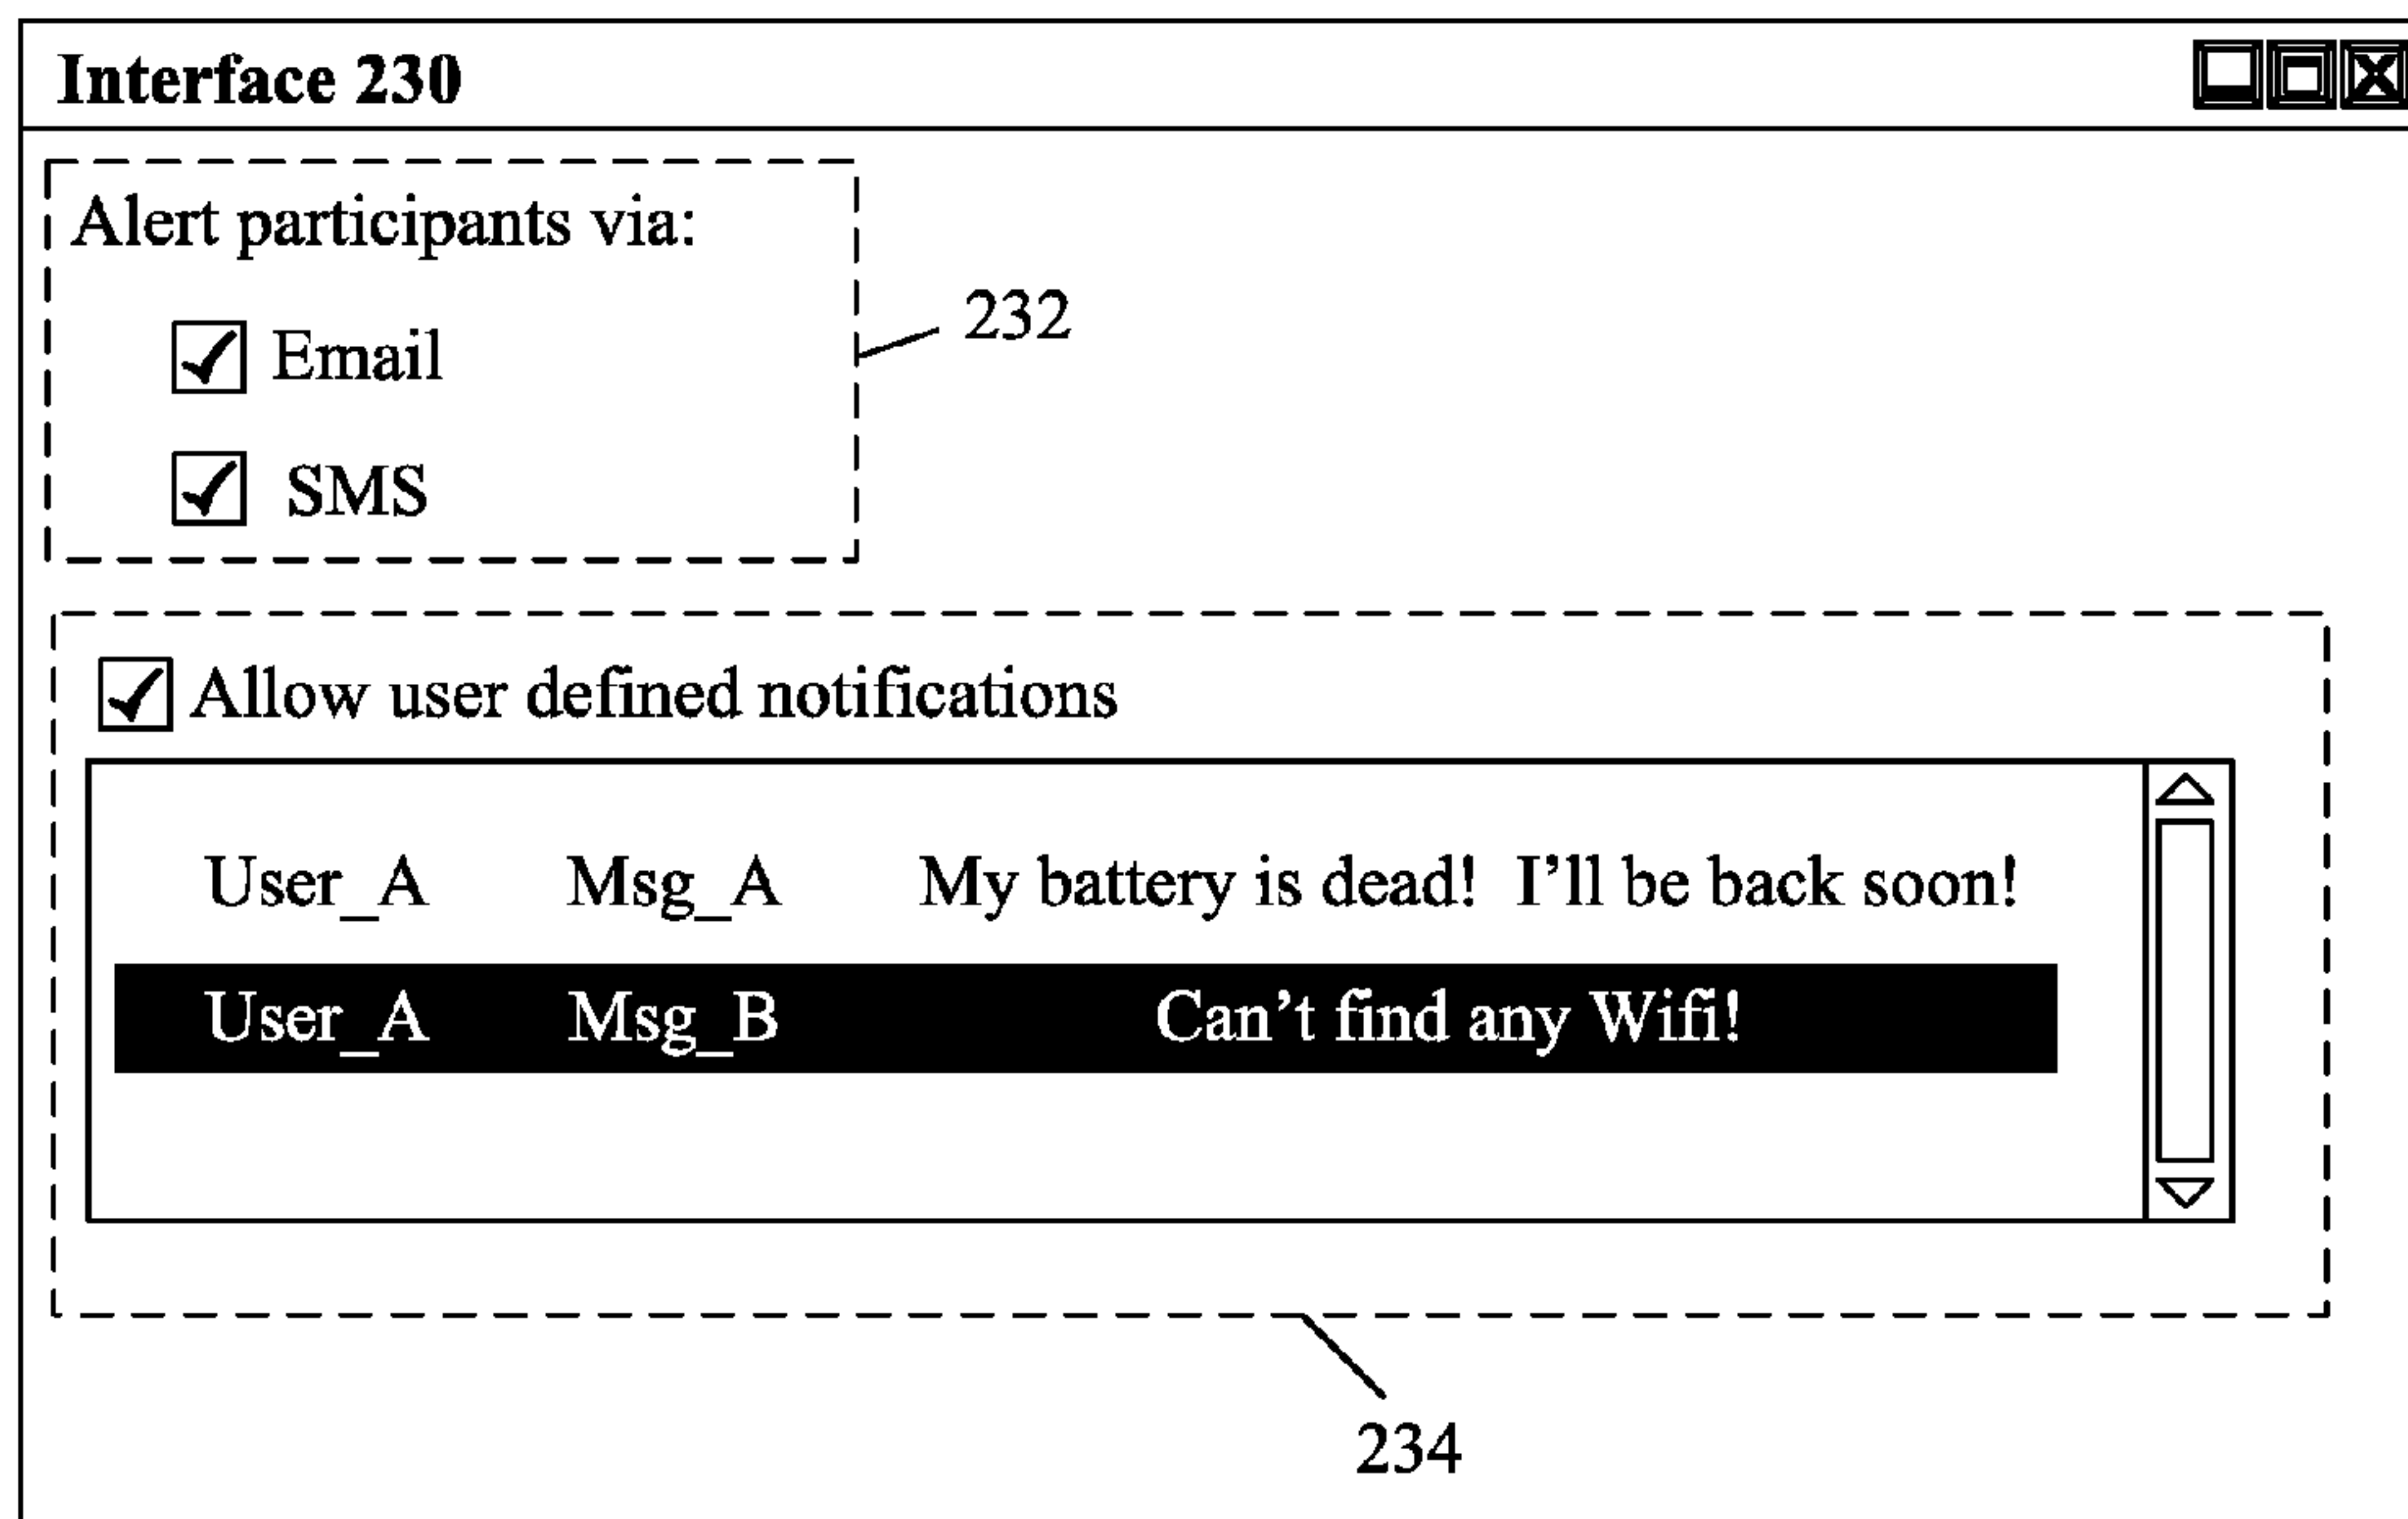 Interface 230
Alert participants via:
232
Email
SMS
Allow user defined notifications
User_A Msg_A My battery is dead! I’ll be back soon!
User_A Msg_B Can’t find any Wifi!
234